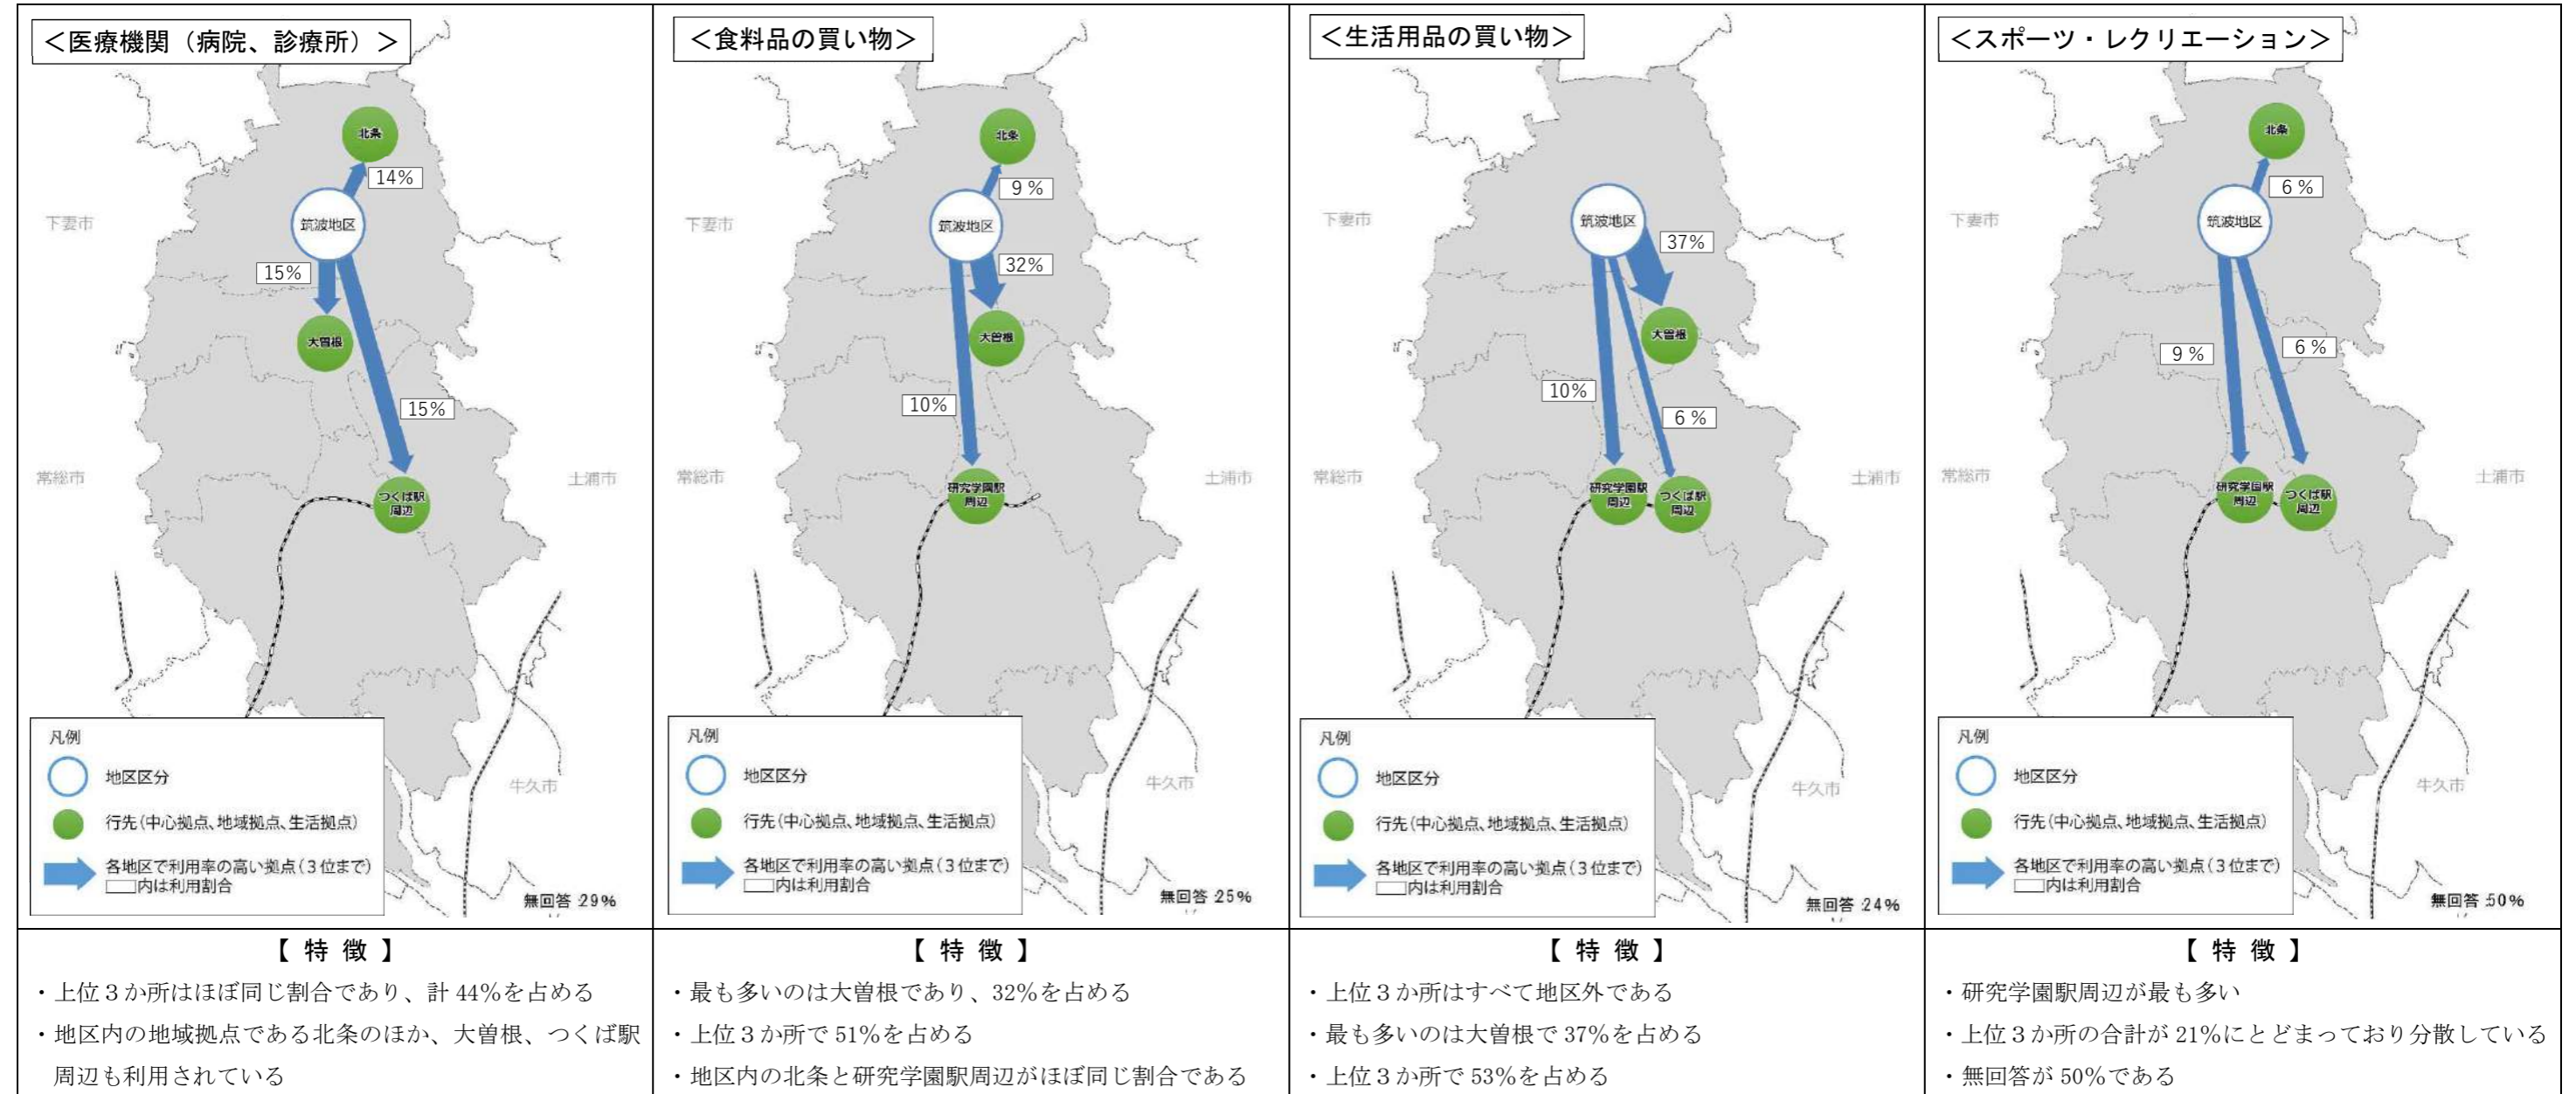 ＜医療機関（病院、診療所）＞
北条
14%
筑波地区
下妻市
15%
大曽根
15%
常総市
土浦市
つくば駅
周辺
凡例
地区区分
牛久市
行先(中心拠点、地域拠点、生活拠点)
各地区で利用率の高い拠点(３位まで)
内は利用割合
無回答 29%
【 特 徴 】
・上位３か所はほぼ同じ割合であり、計 44%を占める
・地区内の地域拠点である北条のほか、大曽根、つくば駅
周辺も利用されている
＜食料品の買い物＞
北条
9 %
筑波地区
下妻市
32%
大曽根
10%
常総市
土浦市
研究学園駅
周辺
凡例
地区区分
牛久市
行先(中心拠点、地域拠点、生活拠点)
各地区で利用率の高い拠点(３位まで)
内は利用割合
無回答 25%
【 特 徴 】
・最も多いのは大曽根であり、32%を占める
・上位３か所で 51%を占める
・地区内の北条と研究学園駅周辺がほぼ同じ割合である
＜生活用品の買い物＞
筑波地区
下妻市
37%
大曽根
10%
6 %
常総市
土浦市
研究学園駅
周辺
つくば駅
周辺
凡例
地区区分
牛久市
行先(中心拠点、地域拠点、生活拠点)
各地区で利用率の高い拠点(３位まで)
内は利用割合
無回答 24%
【 特 徴 】
・上位３か所はすべて地区外である
・最も多いのは大曽根で 37%を占める
・上位３か所で 53%を占める
＜スポーツ・レクリエーション＞
北条
6 %
筑波地区
下妻市
9 %
6 %
常総市
土浦市
研究学園駅
周辺
つくば駅
周辺
凡例
地区区分
牛久市
行先(中心拠点、地域拠点、生活拠点)
各地区で利用率の高い拠点(３位まで)
内は利用割合
無回答 50%
【 特 徴 】
・研究学園駅周辺が最も多い
・上位３か所の合計が 21%にとどまっており分散している
・無回答が 50%である